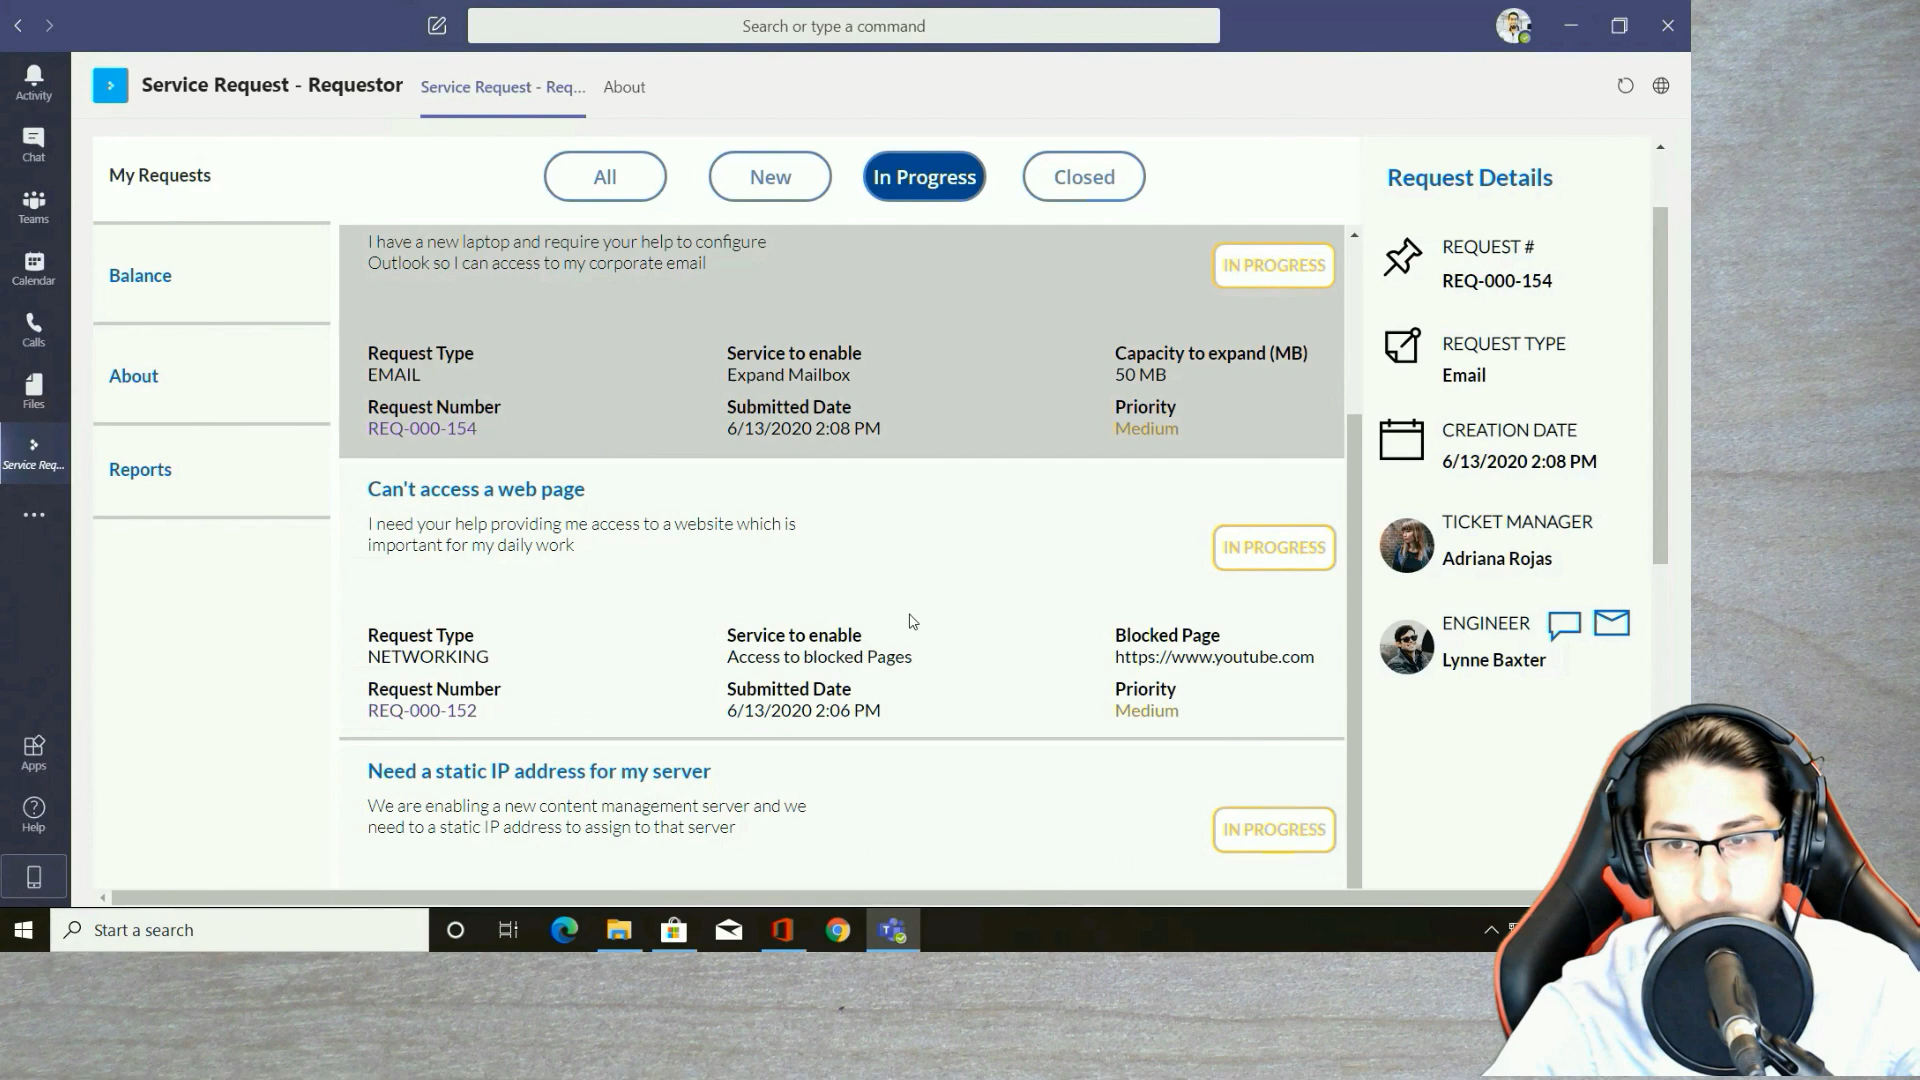 Search or type a command
Service Request - Requestor
Service Request - Req...
About
Activity
Chat
Teams
Calendar
Calls
Files
Service Req...
Apps
Help
My Requests
Balance
About
Reports
All
New
In Progress
Closed
I have a new laptop and require your help to configure
Outlook so I can access to my corporate email
IN PROGRESS
Request Type
EMAIL
Service to enable
Expand Mailbox
Capacity to expand (MB)
50 MB
Request Number
REQ-000-154
Submitted Date
6/13/2020 2:08 PM
Priority
Medium
Can't access a web page
I need your help providing me access to a website which is
important for my daily work
IN PROGRESS
Request Type
NETWORKING
Service to enable
Access to blocked Pages
Blocked Page
https://www.youtube.com
Request Number
REQ-000-152
Submitted Date
6/13/2020 2:06 PM
Priority
Medium
Need a static IP address for my server
We are enabling a new content management server and we
need to a static IP address to assign to that server
IN PROGRESS
Request Details
REQUEST #
REQ-000-154
REQUEST TYPE
Email
CREATION DATE
6/13/2020 2:08 PM
TICKET MANAGER
Adriana Rojas
ENGINEER
Lynne Baxter
Start a search